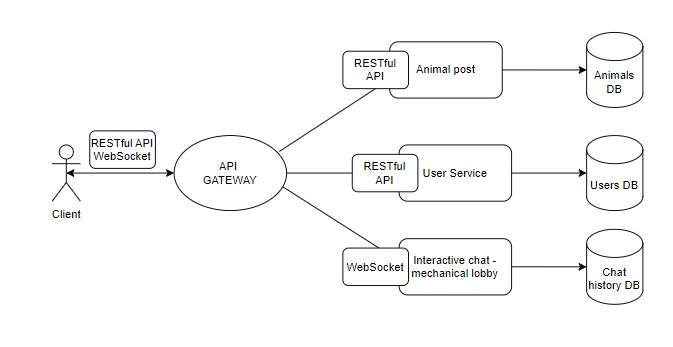 RESTful API
WebSocket
Client
API
GATEWAY
RESTful
API
Animal post
Animals
DB
RESTful
API
User Service
Users DB
WebSocket
Interactive chat -
mechanical lobby
Chat
history DB